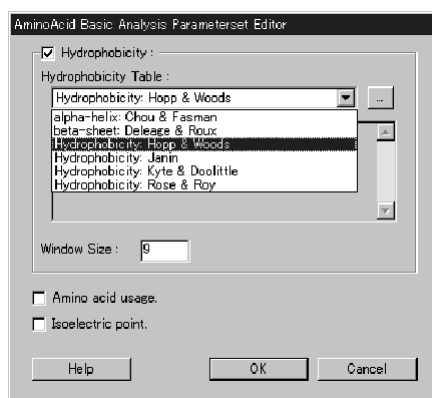 AminoAcid Basic Analysis Parameterset Editor
Hydrophobicity :
Hydrophobicity Table :
Hydrophobicity: Hopp & Woods
...
alpha-helix: Chou & Fasman
beta-sheet: Deleage & Roux
Hydrophobicity: Hopp & Woods
Hydrophobicity: Janin
Hydrophobicity: Kyte & Doolittle
Hydrophobicity: Rose & Roy
Window Size : 9
Amino acid usage.
Isoelectric point.
Help OK Cancel